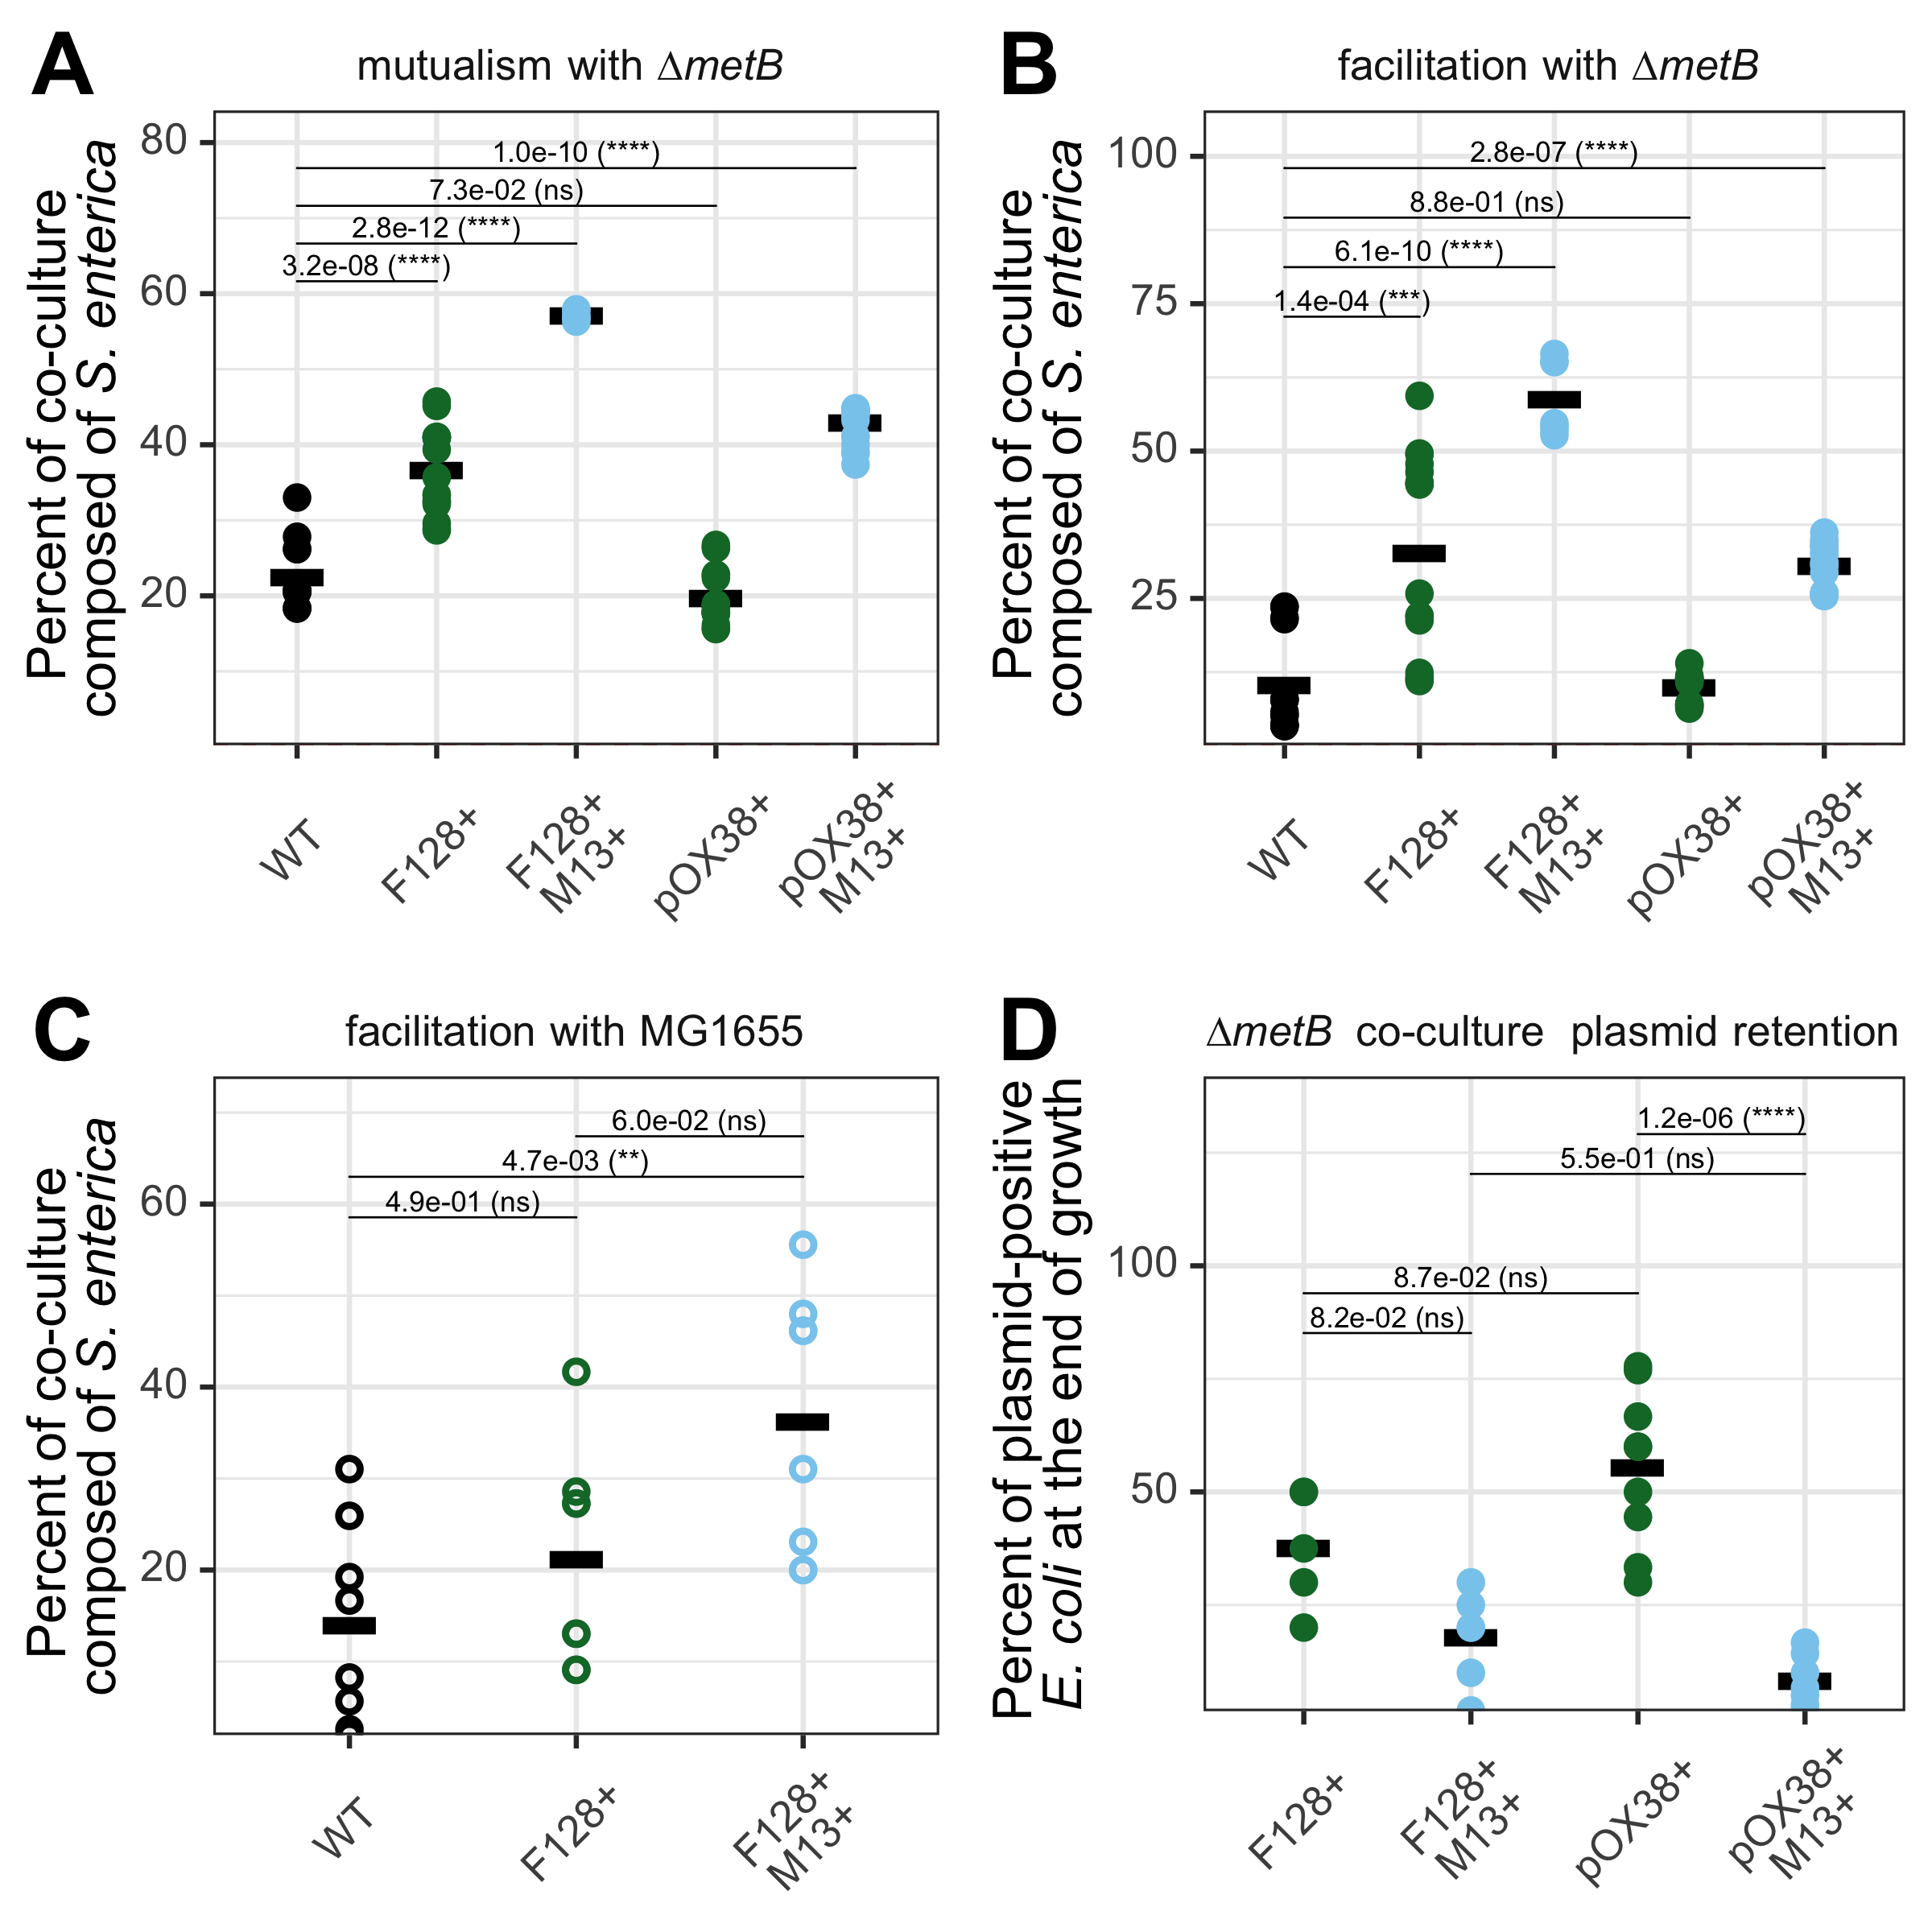 A
mutualism with ΔmetB
Percent of co-culture
composed of S. enterica
80
60
40
20
1.0e-10 (****)
7.3e-02 (ns)
2.8e-12 (****)
3.2e-08 (****)
WT
F128+
F128+
M13+
pOX38+
pOX38+
M13+
B
facilitation with ΔmetB
Percent of co-culture
composed of S. enterica
100
75
50
25
2.8e-07 (****)
8.8e-01 (ns)
6.1e-10 (****)
1.4e-04 (***)
WT
F128+
F128+
M13+
pOX38+
pOX38+
M13+
C
facilitation with MG1655
Percent of co-culture
composed of S. enterica
60
40
20
6.0e-02 (ns)
4.7e-03 (**)
4.9e-01 (ns)
WT
F128+
F128+
M13+
D
ΔmetB co-culture plasmid retention
Percent of plasmid-positive
E. coli at the end of growth
100
50
1.2e-06 (****)
5.5e-01 (ns)
8.7e-02 (ns)
8.2e-02 (ns)
F128+
F128+
M13+
pOX38+
pOX38+
M13+